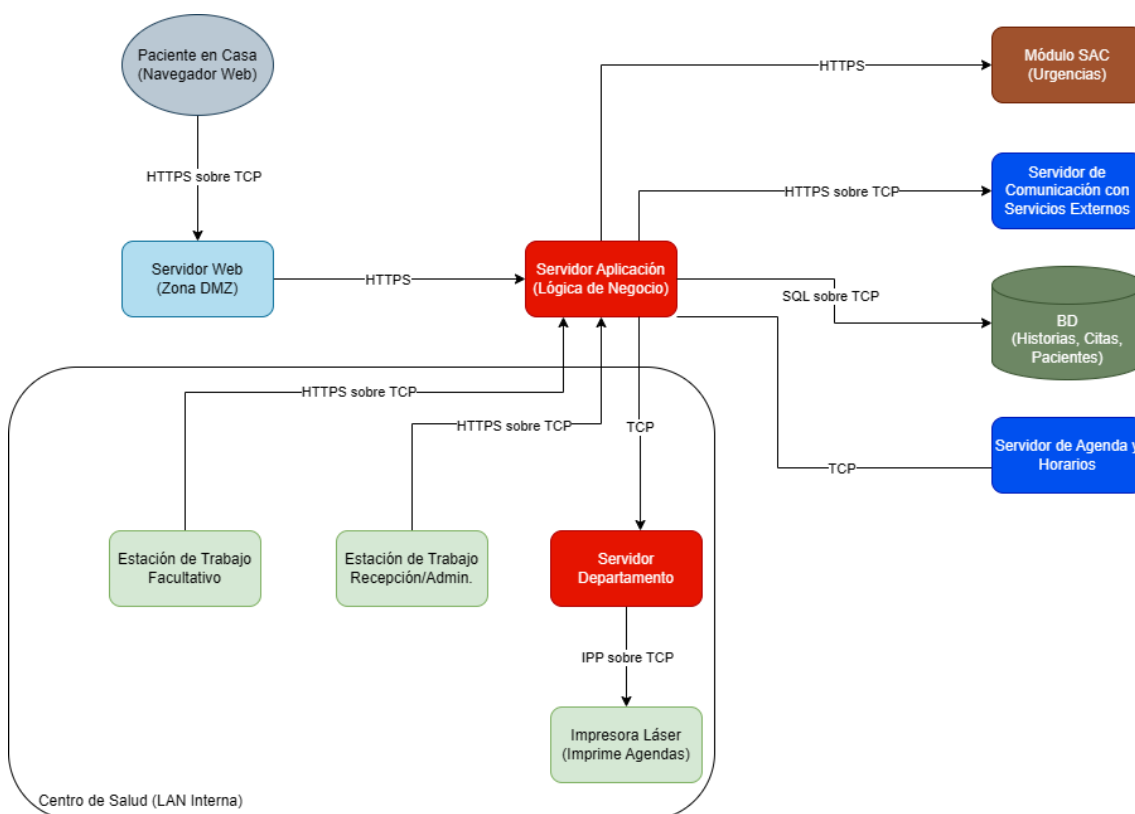 Paciente en Casa
(Navegador Web)
Módulo SAC
(Urgencias)
HTTPS
HTTPS sobre TCP
Servidor de
Comunicación con
Servicios Externos
HTTPS sobre TCP
Servidor Web
(Zona DMZ)
HTTPS
Servidor Aplicación
(Lógica de Negocio)
SQL sobre TCP
BD
(Historias, Citas,
Pacientes)
HTTPS sobre TCP
HTTPS sobre TCP
TCP
Servidor de Agenda y
Horarios
TCP
Estación de Trabajo
Facultativo
Estación de Trabajo
Recepción/Admin.
Servidor
Departamento
IPP sobre TCP
Impresora Láser
(Imprime Agendas)
Centro de Salud (LAN Interna)